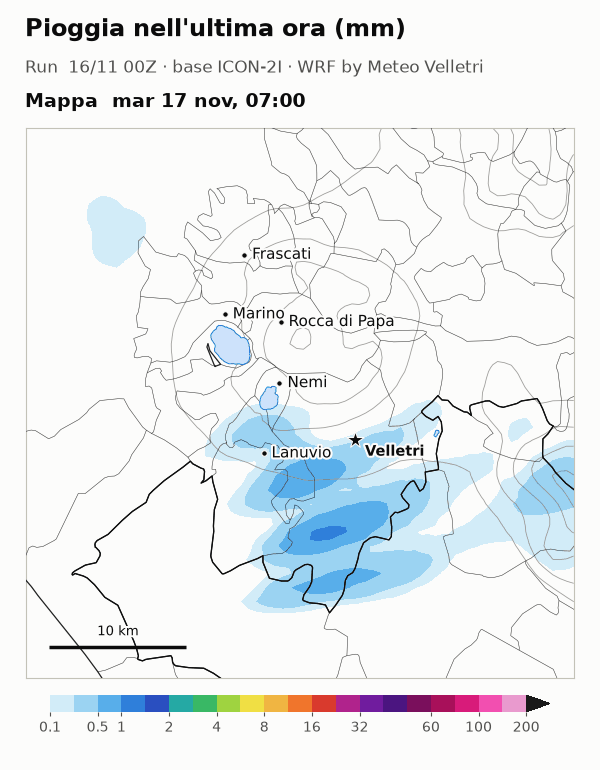 Pioggia nell'ultima ora (mm)
Run  16/11 00Z · base ICON-2I · WRF by Meteo Velletri
Mappa  mar 17 nov, 07:00
Frascati
Marino
Rocca di Papa
Nemi
Velletri
Lanuvio
10 km
0.1 0.5 1 2 4 8 16 32 60 100 200